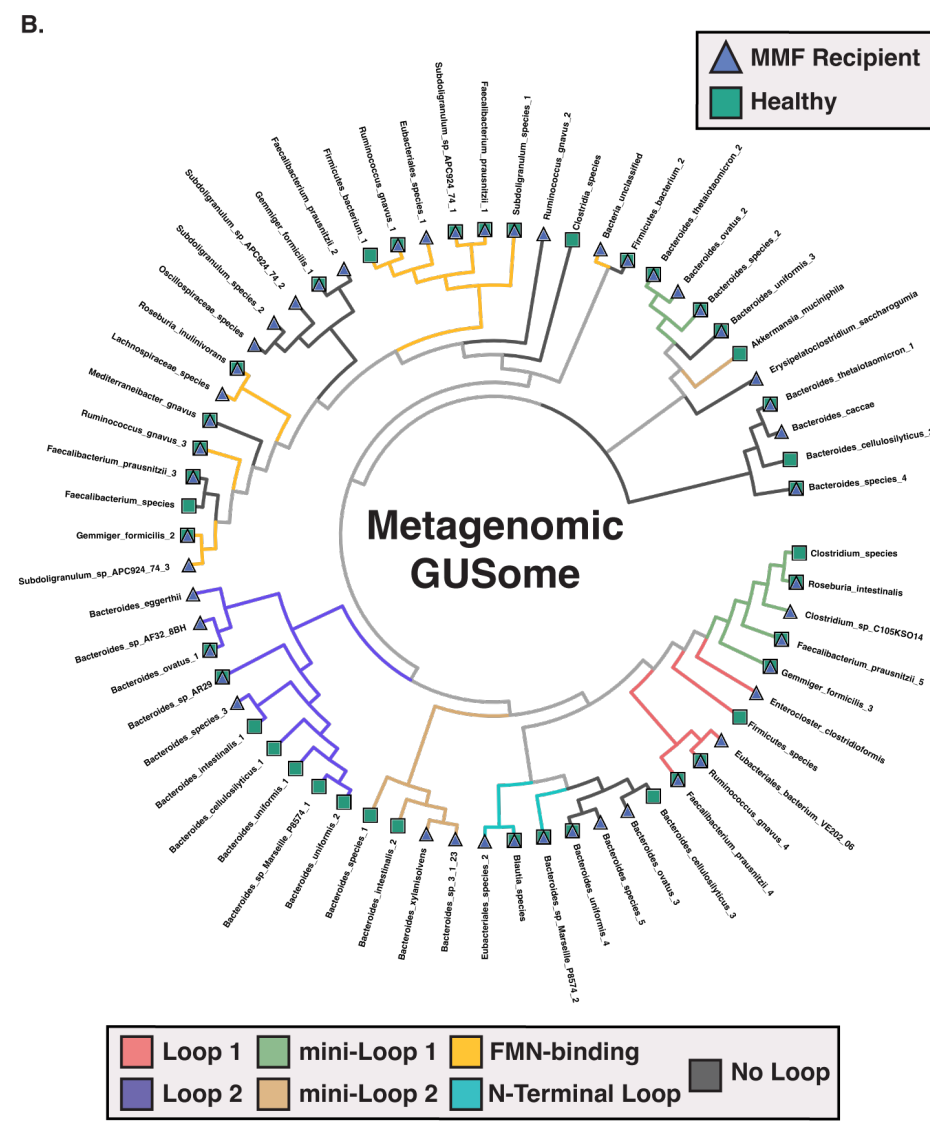 B.
MMF Recipient
Healthy
Subdoligranulum_sp_APC924_74_1
Faecalibacterium_prausnitzii_1
Subdoligranulum_species_1
Ruminococcus_gnavus_2
Clostridia_species
Bacteria_unclassified
Firmicutes_bacterium_2
Bacteroides_thetaiotaomicron_2
Bacteroides_ovatus_2
Bacteroides_species_2
Bacteroides_uniformis_3
Akkermansia_muciniphila
Erysipelatoclostridium_saccharogumia
Bacteroides_thetaiotaomicron_1
Bacteroides_caccae
Bacteroides_cellulosilyticus_
Bacteroides_species_4
Clostridium_species
Roseburia_intestinalis
Clostridium_sp_C105KSO14
Faecalibacterium_prausnitzii_5
Gemmiger_formicilis_3
Enterocloster_clostridioformis
Firmicutes_species
Eubacteriales_bacterium_VE202_06
Ruminococcus_gnavus_4
Faecalibacterium_prausnitzii_4
Bacteroides_cellulosilyticus_3
Bacteroides_ovatus_3
Bacteroides_species_5
Bacteroides_uniformis_4
Bacteroides_sp_Marseille_P8574_2
Blautia_species
Eubacteriales_species_2
Bacteroides_sp_3_1_23
Bacteroides_xylanisolvens
Bacteroides_intestinalis_2
Bacteroides_species_1
Bacteroides_uniformis_2
Bacteroides_sp_Marseille_P8574_1
Bacteroides_uniformis_1
Bacteroides_cellulosilyticus_1
Bacteroides_intestinalis_1
Bacteroides_species_3
Bacteroides_sp_AR29
Bacteroides_ovatus_1
Bacteroides_sp_AF32_8BH
Bacteroides_eggerthii
Subdoligranulum_sp_APC924_74_3
Gemmiger_formicilis_2
Faecalibacterium_species
Faecalibacterium_prausnitzii_3
Ruminococcus_gnavus_3
Mediterraneibacter_gnavus
Lachnospiraceae_species
Roseburia_inulinivorans
Oscillospiraceae_species
Subdoligranulum_species_2
Subdoligranulum_sp_APC924_74_2
Gemmiger_formicilis_1
Faecalibacterium_prausnitzii_2
Firmicutes_bacterium_1
Ruminococcus_gnavus_1
Eubacteriales_species_1
Metagenomic
GUSome
Loop 1
mini-Loop 1
FMN-binding
No Loop
Loop 2
mini-Loop 2
N-Terminal Loop